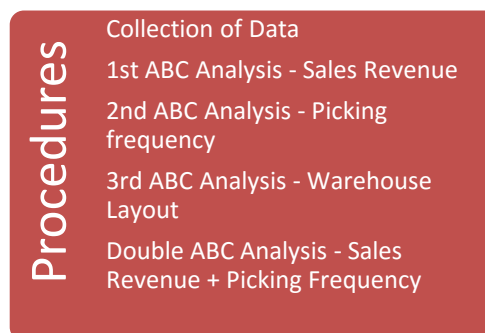 Procedures
Collection of Data
1st ABC Analysis - Sales Revenue
2nd ABC Analysis - Picking
frequency
3rd ABC Analysis - Warehouse
Layout
Double ABC Analysis - Sales
Revenue + Picking Frequency